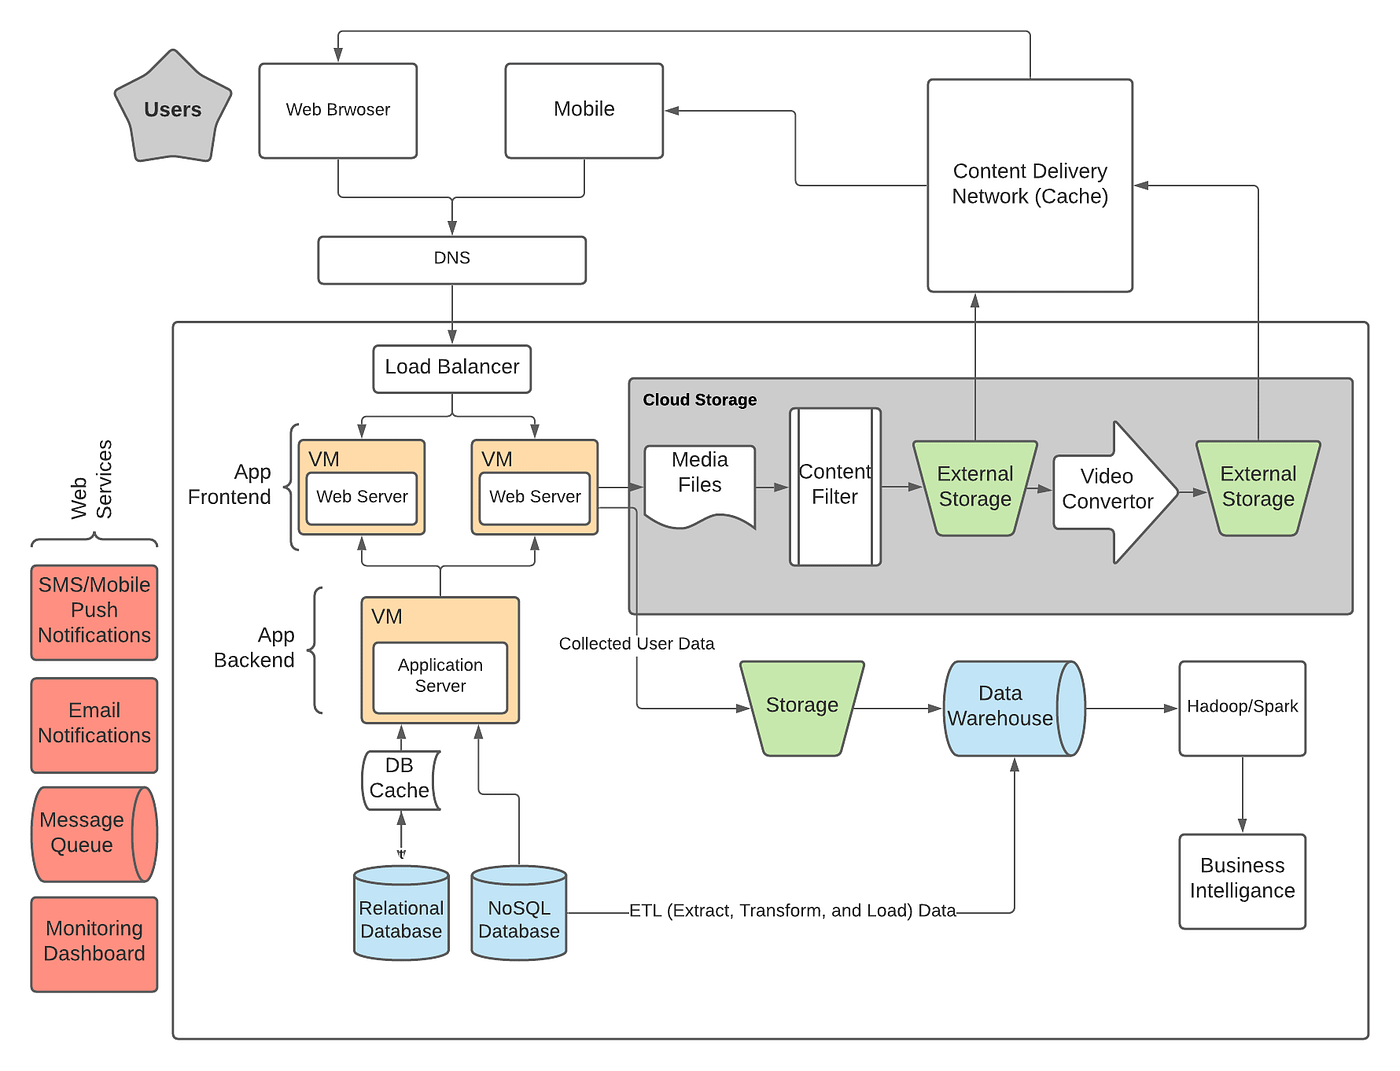 Users
Web Brwoser
Mobile
Content Delivery
Network (Cache)
DNS
Load Balancer
Cloud Storage
App
Frontend
VM
Web Server
VM
Web Server
Media
Files
Content
Filter
External
Storage
Video
Convertor
External
Storage
Web
Services
SMS/Mobile
Push
Notifications
Email
Notifications
Message
Queue
Monitoring
Dashboard
App
Backend
VM
Application
Server
Collected User Data
Storage
Data
Warehouse
Hadoop/Spark
DB
Cache
Relational
Database
NoSQL
Database
ETL (Extract, Transform, and Load) Data
Business
Intelligance